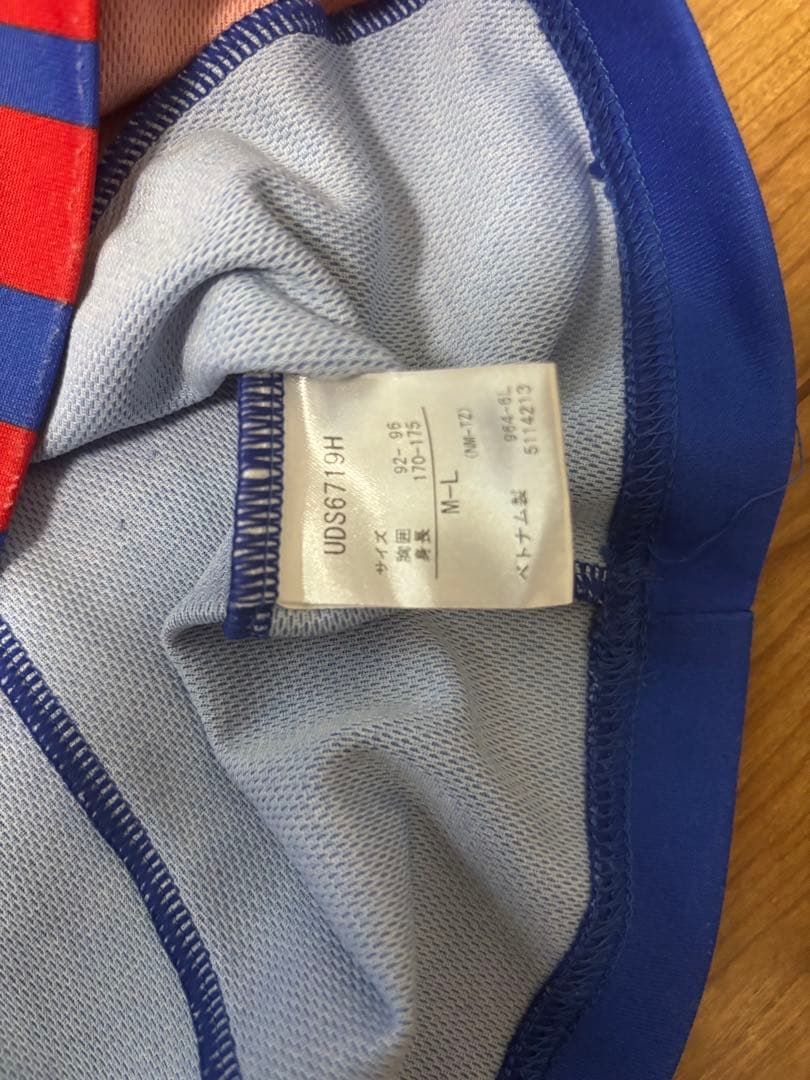 UDS6719H
サイズ
胸囲 92- 96
身長 170-175
M-L
(NM-TZ)
964-6L
ベトナム製 5114213